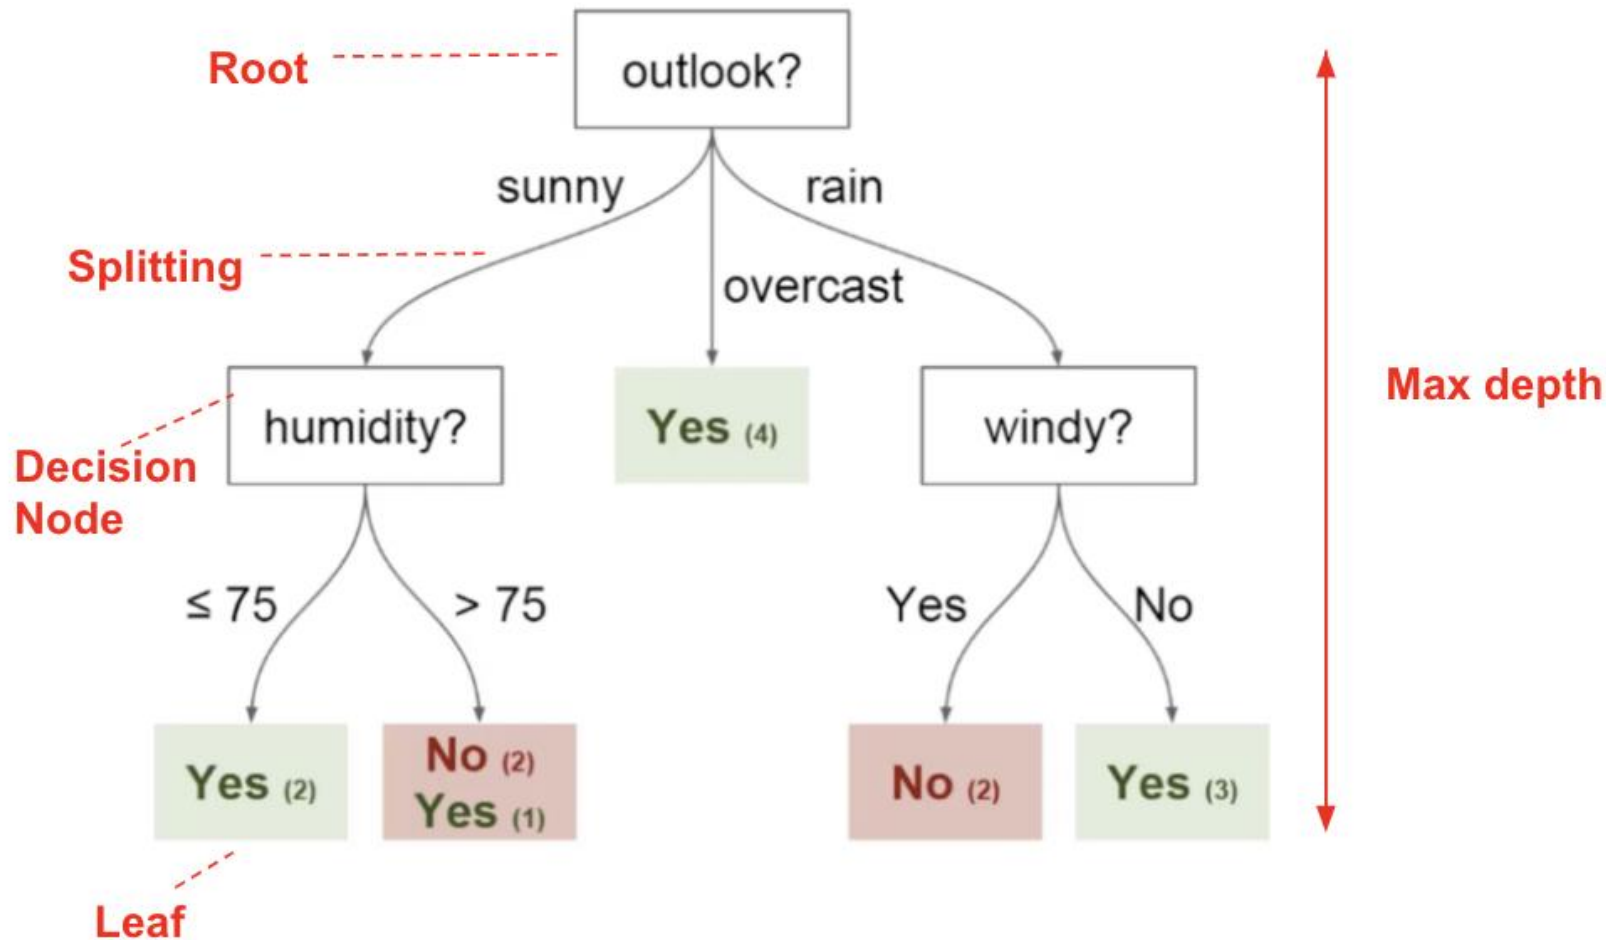 Root
outlook?
sunny
rain
Splitting
overcast
Max depth
humidity?
Yes (4)
windy?
Decision
Node
≤ 75
> 75
Yes
No
Yes (2)
No (2)
Yes (1)
No (2)
Yes (3)
Leaf